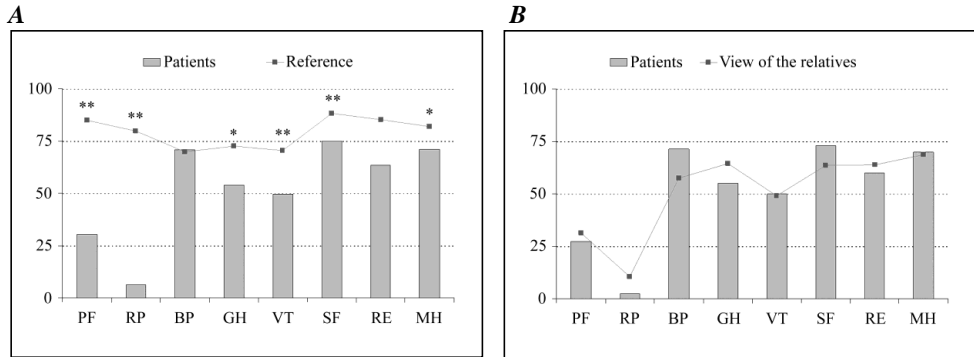 A
Patients Reference
100
75
50
25
0
** ** * ** ** *
PF RP BP GH VT SF RE MH
B
Patients View of the relatives
100
75
50
25
0
PF RP BP GH VT SF RE MH